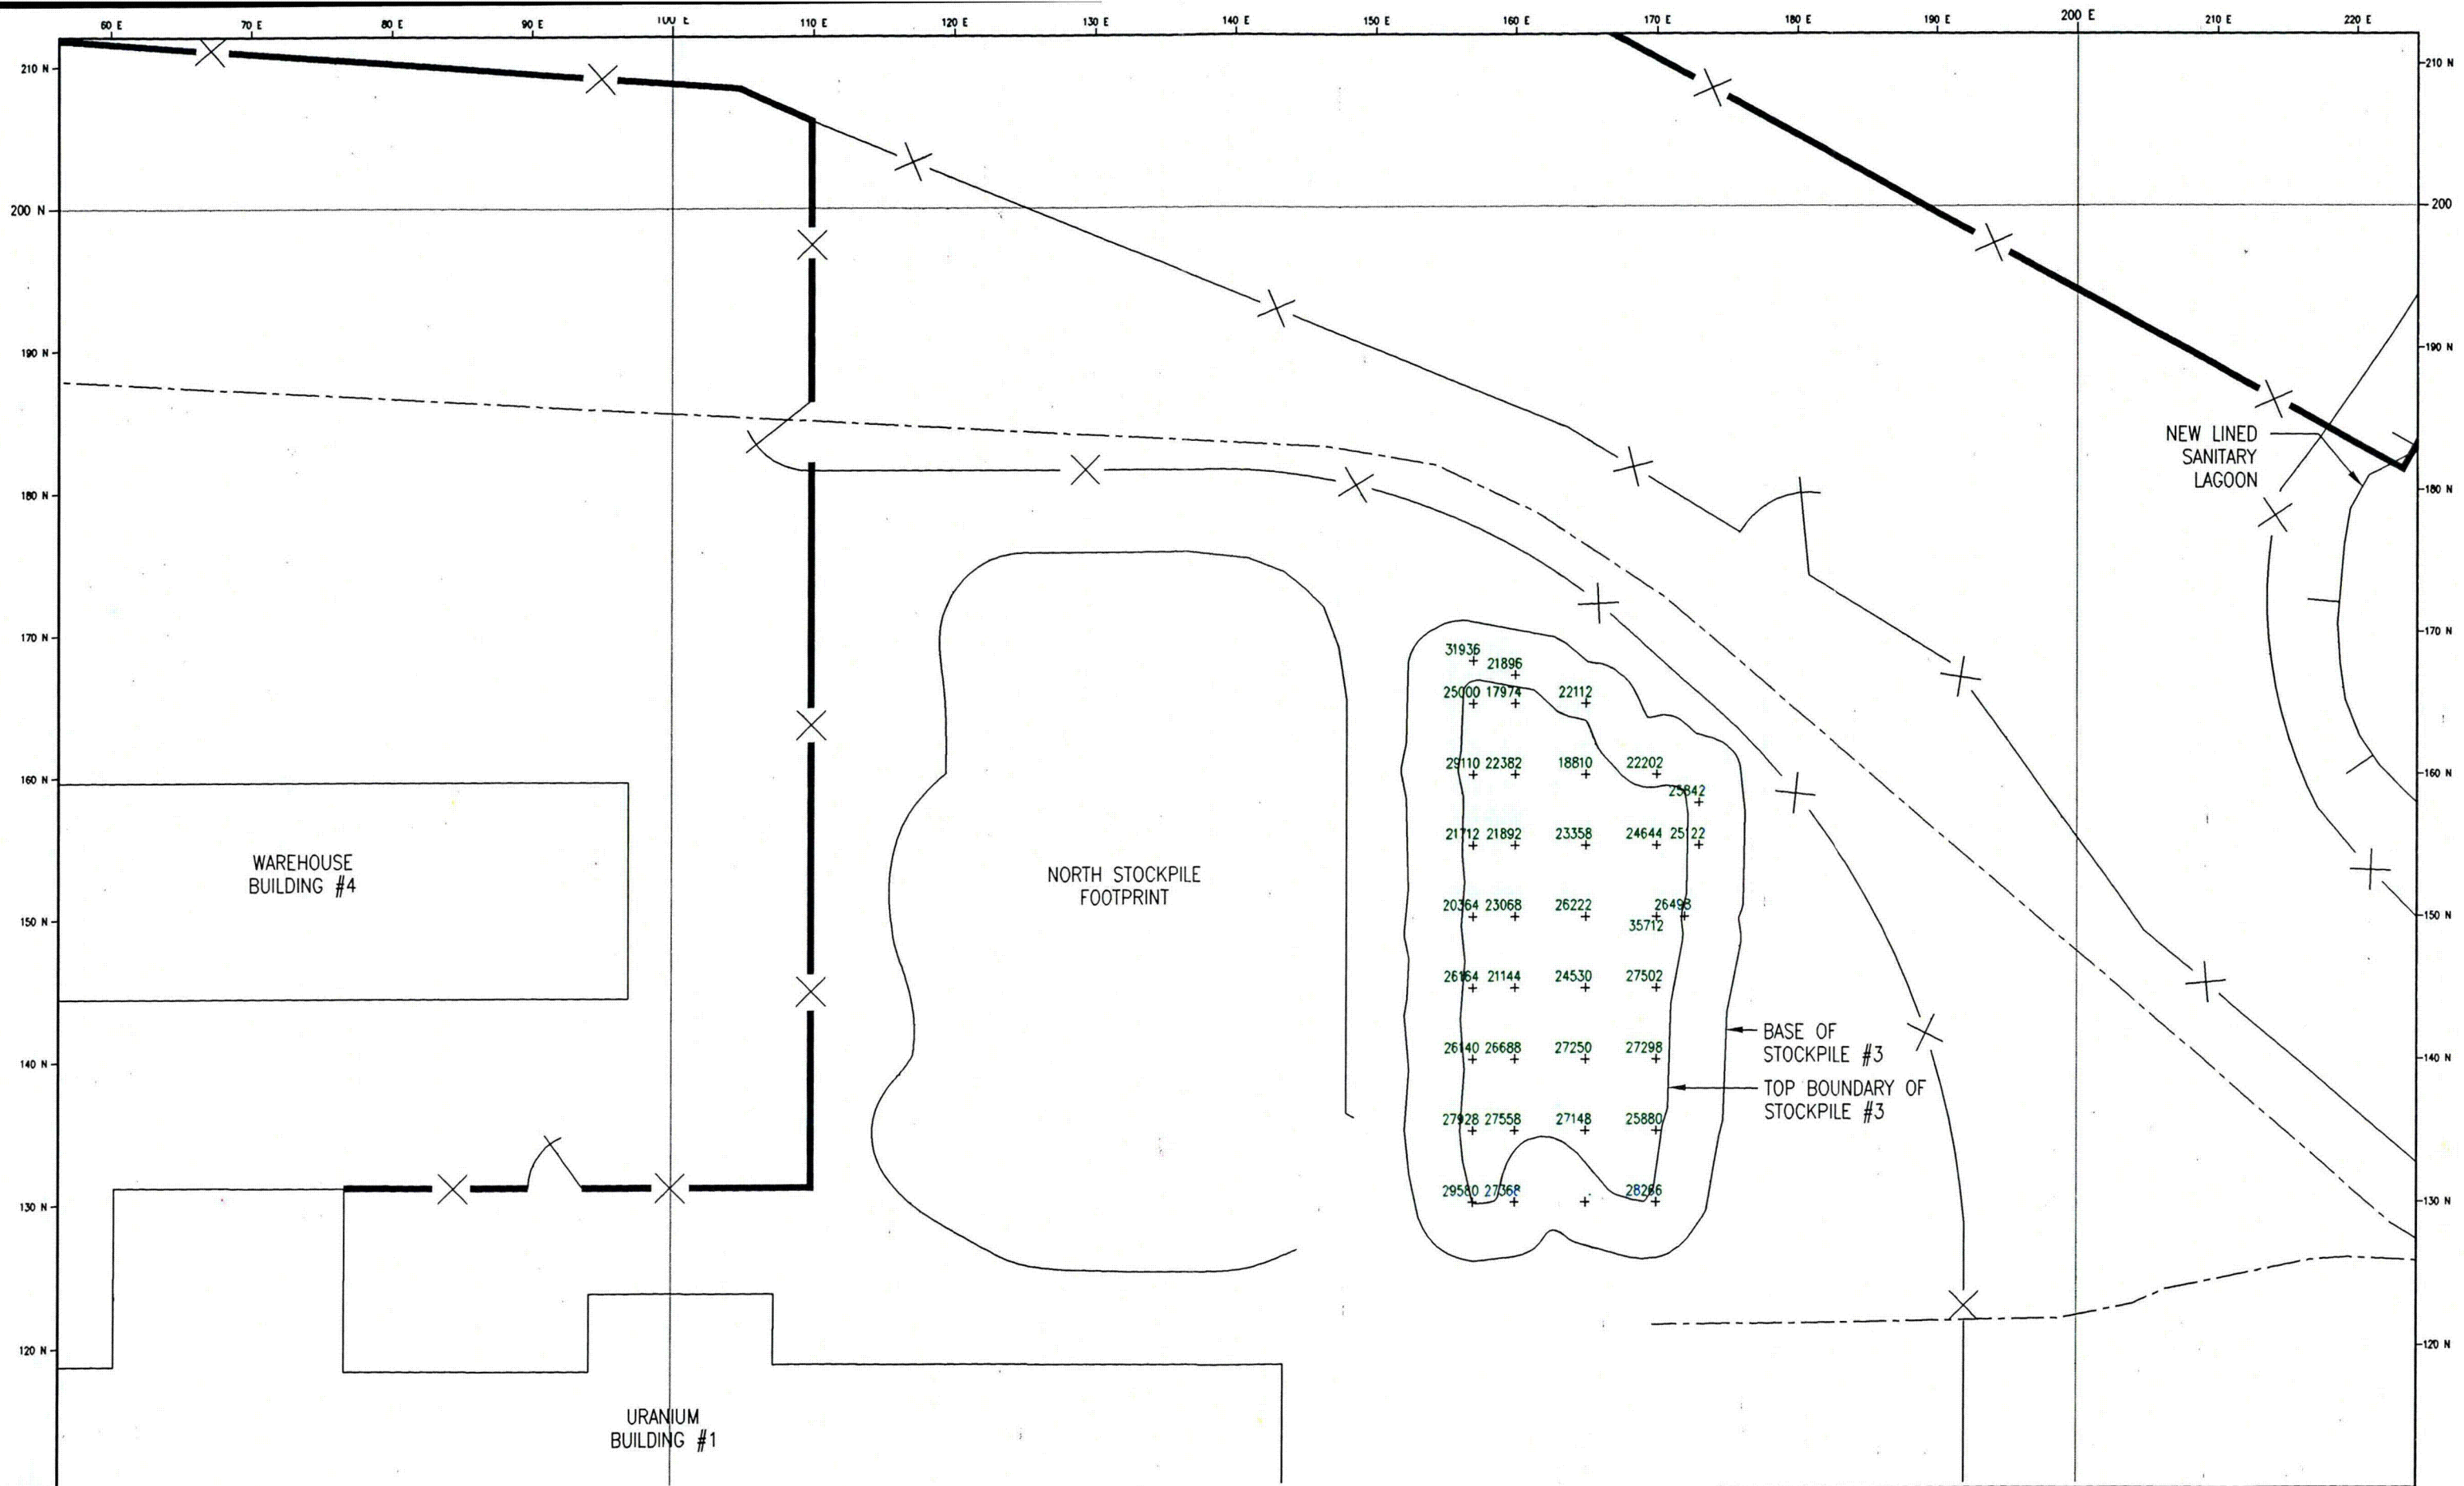 60 E 70 E 80 E 90 E 100 E 110 E 120 E 130 E 140 E 150 E 160 E 170 E 180 E 190 E 200 E 210 E 220 E
210 N 210 N
200 N 200
190 N 190 N
NEW LINED
SANITARY
LAGOON
180 N 180 N
170 N 170 N
31936
21896
25000 17974 22112
160 N 29110 22382 18810 22202 160 N
25842
21712 21892 23358 24644
WAREHOUSE
BUILDING #4
NORTH STOCKPILE
FOOTPRINT
20364 23068 26222 26498
35712
150 N 150 N
26164 21144 24530 27502
BASE OF
STOCKPILE #3
26140 26688 27250 27298
140 N 140 N
TOP BOUNDARY OF
STOCKPILE #3
27928 27558 27148 25880
29580 27368 28266
130 N 130 N
120 N 120 N
URANIUM
BUILDING #1